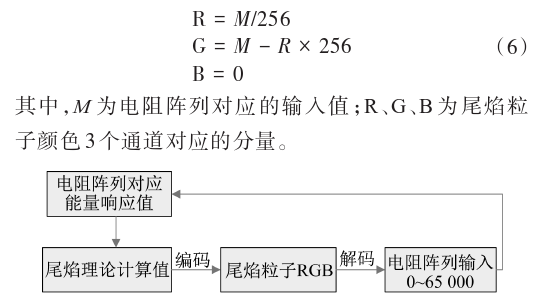 R = M/256
G = M − R × 256 (6)
B = 0
其中,M为电阻阵列对应的输入值;R、G、B为尾焰粒
子颜色3个通道对应的分量。
电阻阵列对应
能量响应值
尾焰理论计算值
编码
尾焰粒子RGB
解码
电阻阵列输入
0~65 000